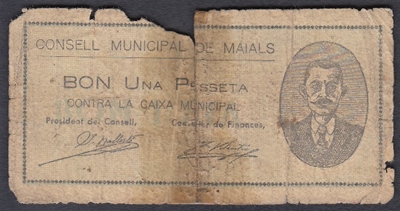 CONSELL MUNICIPAL DE MAIALS
BON UNA PESSETA
CONTRA LA CAIXA MUNICIPAL
President del Consell, Conseller de Finances,